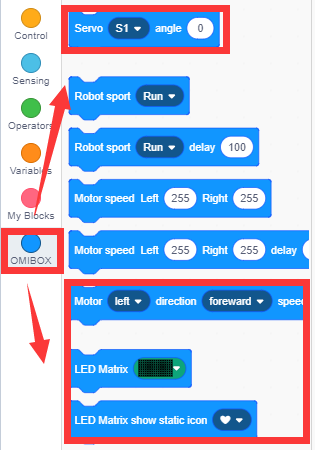 Control
Sensing
Operators
Variables
My Blocks
OMIBOX
Servo S1 angle 0
Robot sport Run
Robot sport Run delay 100
Motor speed Left 255 Right 255
Motor speed Left 255 Right 255 delay
Motor left direction foreward speed
LED Matrix
LED Matrix show static icon